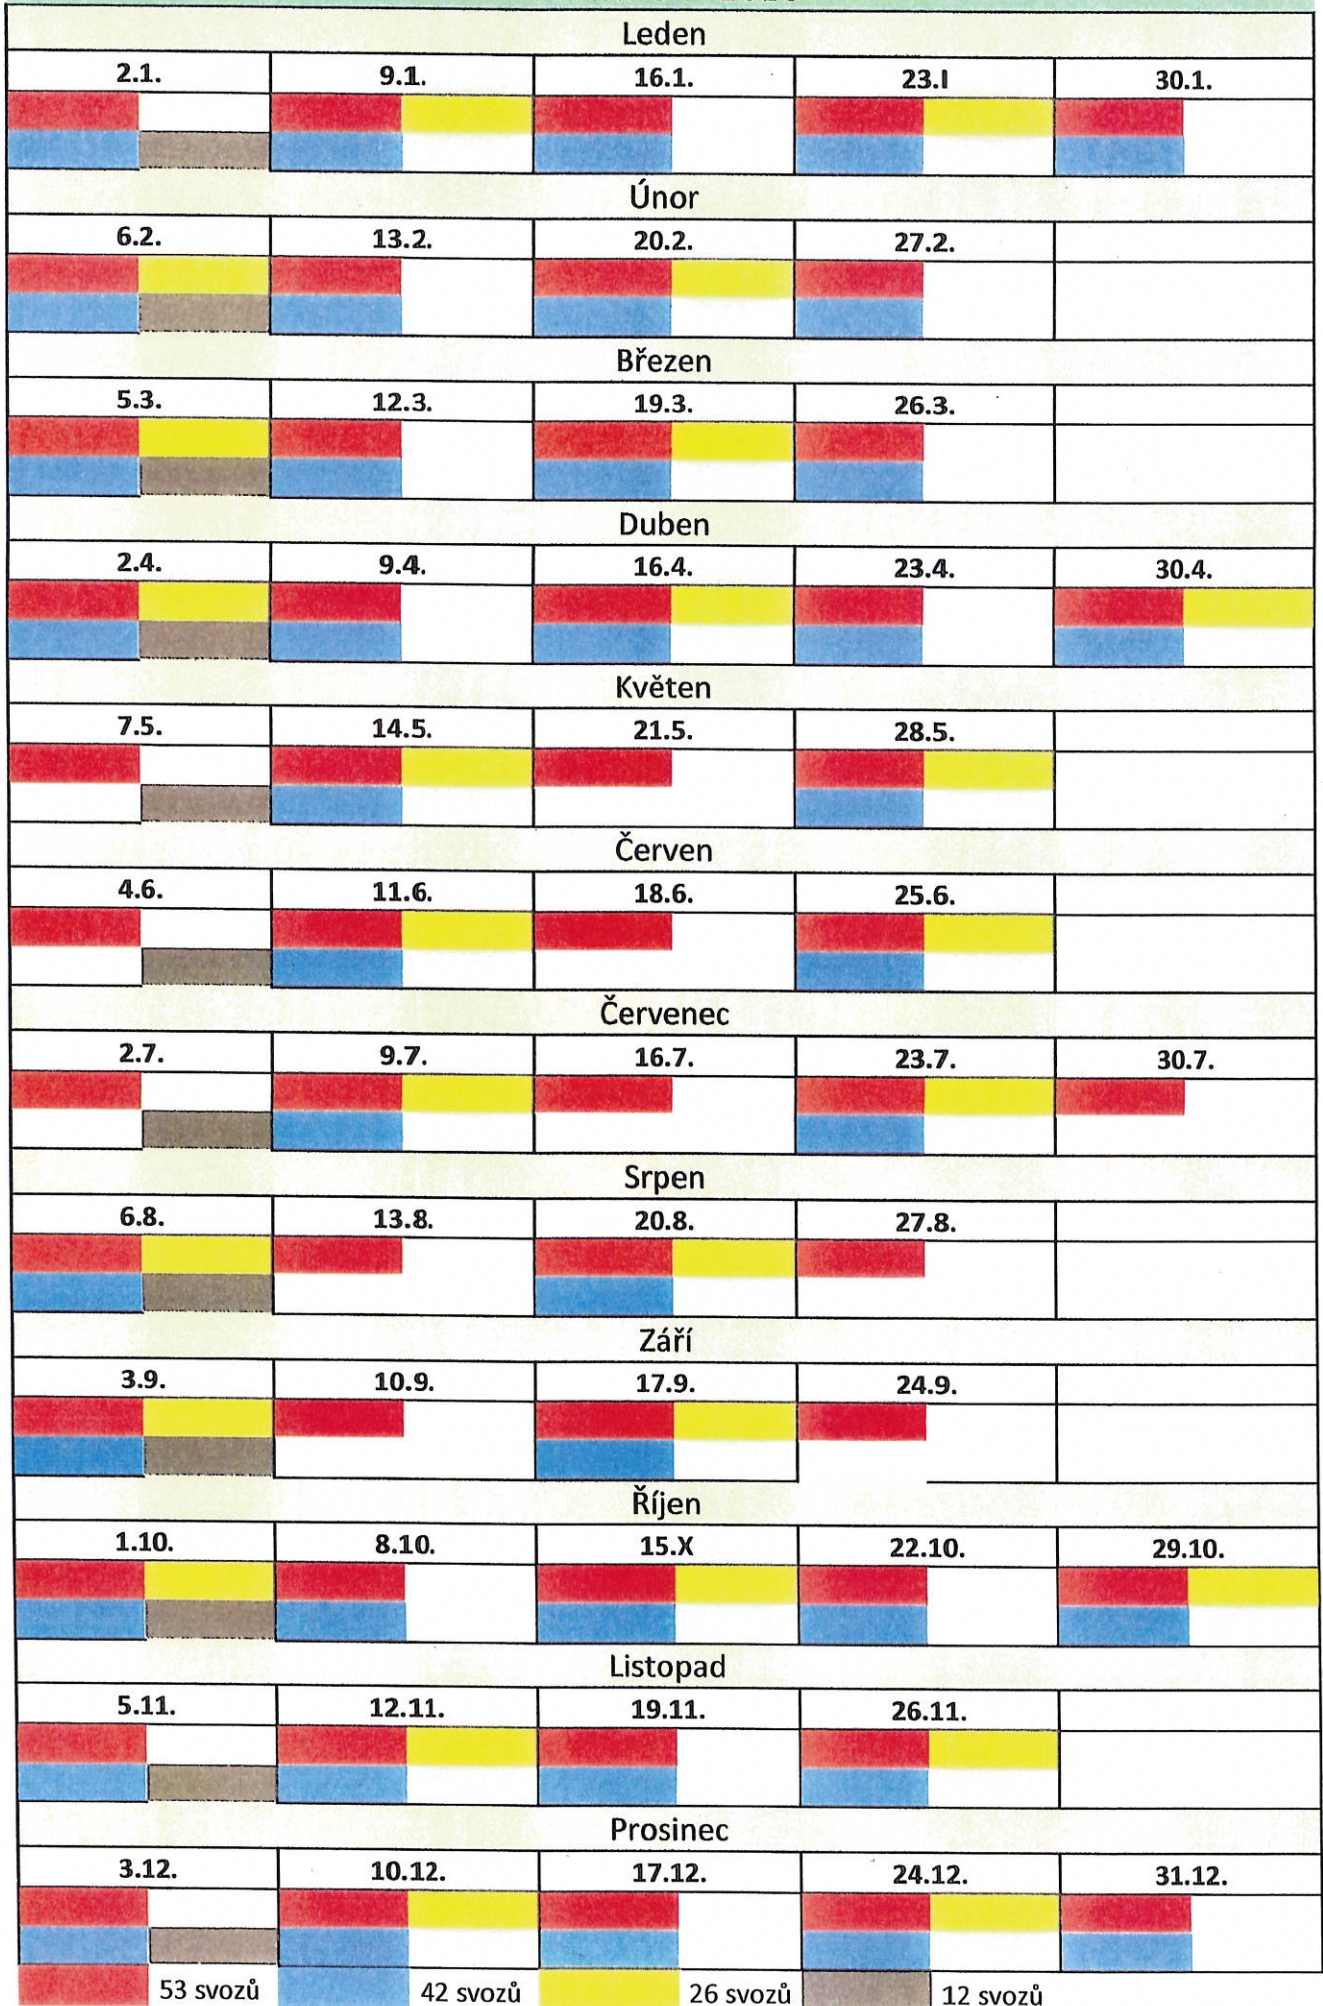 Leden
2.1. 9.1. 16.1. 23.I 30.1.
Únor
6.2. 13.2. 20.2. 27.2.
Březen
5.3. 12.3. 19.3. 26.3.
Duben
2.4. 9.4. 16.4. 23.4. 30.4.
Květen
7.5. 14.5. 21.5. 28.5.
Červen
4.6. 11.6. 18.6. 25.6.
Červenec
2.7. 9.7. 16.7. 23.7. 30.7.
Srpen
6.8. 13.8. 20.8. 27.8.
Září
3.9. 10.9. 17.9. 24.9.
Říjen
1.10. 8.10. 15.X 22.10. 29.10.
Listopad
5.11. 12.11. 19.11. 26.11.
Prosinec
3.12. 10.12. 17.12. 24.12. 31.12.
53 svozů 42 svozů 26 svozů 12 svozů